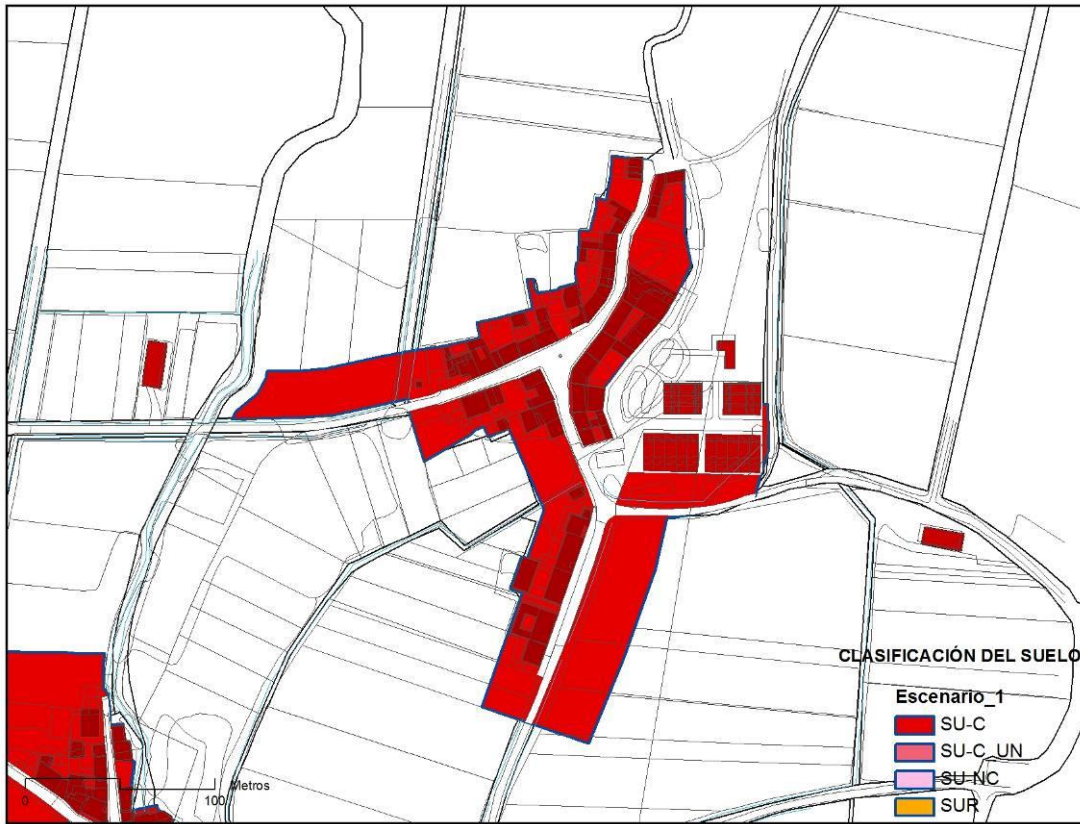 CLASIFICACIÓN DEL SUELO
Escenario_1
SU-C
SU-C_UN
SU-NC
SUR
Metros
0 100